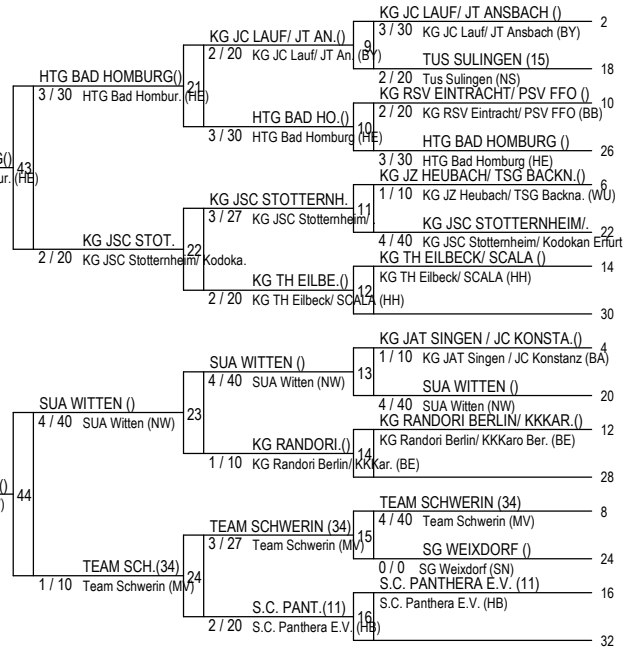 KG JC LAUF/ JT ANSBACH ()
2
3 / 30 KG JC Lauf/ JT Ansbach (BY)
KG JC LAUF/ JT AN.()
9
2 / 20 KG JC Lauf/ JT An. (BY)
TUS SULINGEN (15)
18
2 / 20 Tus Sulingen (NS)
HTG BAD HOMBURG()
21
3 / 30 HTG Bad Hombur. (HE)
KG RSV EINTRACHT/ PSV FFO ()
10
2 / 20 KG RSV Eintracht/ PSV FFO (BB)
HTG BAD HO.()
10
3 / 30 HTG Bad Homburg (HE)
HTG BAD HOMBURG ()
26
3 / 30 HTG Bad Homburg (HE)
G()
43
ur. (HE)
KG JZ HEUBACH/ TSG BACKN.()
6
1 / 10 KG JZ Heubach/ TSG Backna. (WU)
KG JSC STOTTERNH.
11
3 / 27 KG JSC Stotternheim/ .
KG JSC STOTTERNHEIM/.
22
4 / 40 KG JSC Stotternheim/ Kodokan Erfurt
KG JSC STOT.
22
2 / 20 KG JSC Stotternheim/ Kodoka.
KG TH EILBECK/ SCALA ()
14
KG TH Eilbeck/ SCALA (HH)
KG TH EILBE.()
12
2 / 20 KG TH Eilbeck/ SCALA (HH)
30
KG JAT SINGEN / JC KONSTA.()
4
1 / 10 KG JAT Singen / JC Konstanz (BA)
SUA WITTEN ()
13
4 / 40 SUA Witten (NW)
SUA WITTEN ()
20
4 / 40 SUA Witten (NW)
SUA WITTEN ()
23
4 / 40 SUA Witten (NW)
KG RANDORI BERLIN/ KKKAR.()
12
KG Randori Berlin/ KKKaro Ber. (BE)
KG RANDORI.()
14
1 / 10 KG Randori Berlin/ KKKar. (BE)
28
()
44
)
TEAM SCHWERIN (34)
8
4 / 40 Team Schwerin (MV)
TEAM SCHWERIN (34)
15
3 / 27 Team Schwerin (MV)
SG WEIXDORF ()
24
0 / 0 SG Weixdorf (SN)
TEAM SCH.(34)
24
1 / 10 Team Schwerin (MV)
S.C. PANTHERA E.V. (11)
16
S.C. Panthera E.V. (HB)
S.C. PANT.(11)
16
2 / 20 S.C. Panthera E.V. (HB)
32